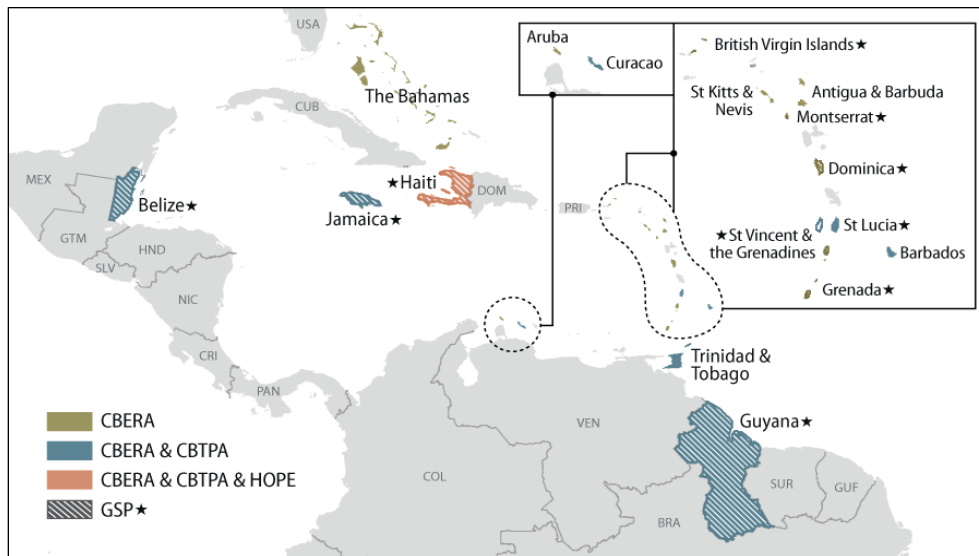 USA
The Bahamas
CUB
MEX
Belize★
GTM
HND
SLV
NIC
CRI
PAN
★Haiti
DOM
Jamaica★
PRI
Aruba
Curacao
British Virgin Islands★
St Kitts &
Nevis
Antigua & Barbuda
Montserrat★
Dominica★
★St Vincent &
the Grenadines
St Lucia★
Barbados
Grenada★
Trinidad &
Tobago
Guyana★
VEN
COL
BRA
SUR
GUF
CBERA
CBERA & CBTPA
CBERA & CBTPA & HOPE
GSP★